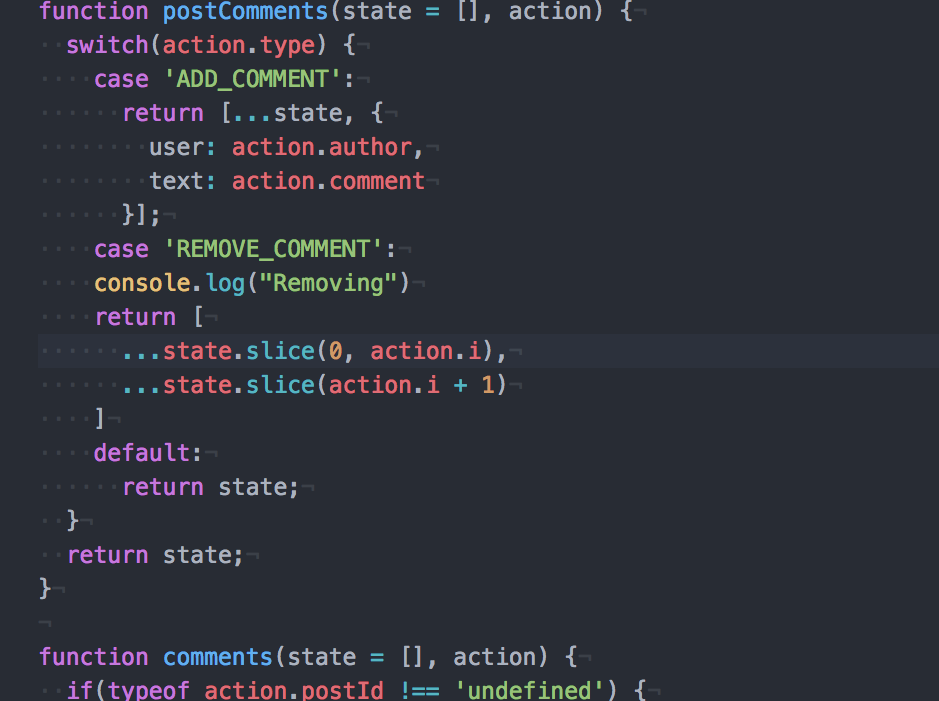 function postComments(state = [], action) {¬
··switch(action.type) {¬
····case 'ADD_COMMENT':¬
······return [...state, {¬
········user: action.author,¬
········text: action.comment¬
······}];¬
····case 'REMOVE_COMMENT':¬
····console.log("Removing")¬
····return [¬
······...state.slice(0, action.i),¬
······...state.slice(action.i + 1)¬
····]¬
····default:¬
······return state;¬
··}¬
··return state;¬
}¬
¬
function comments(state = [], action) {¬
··if(typeof action.postId !== 'undefined') {¬